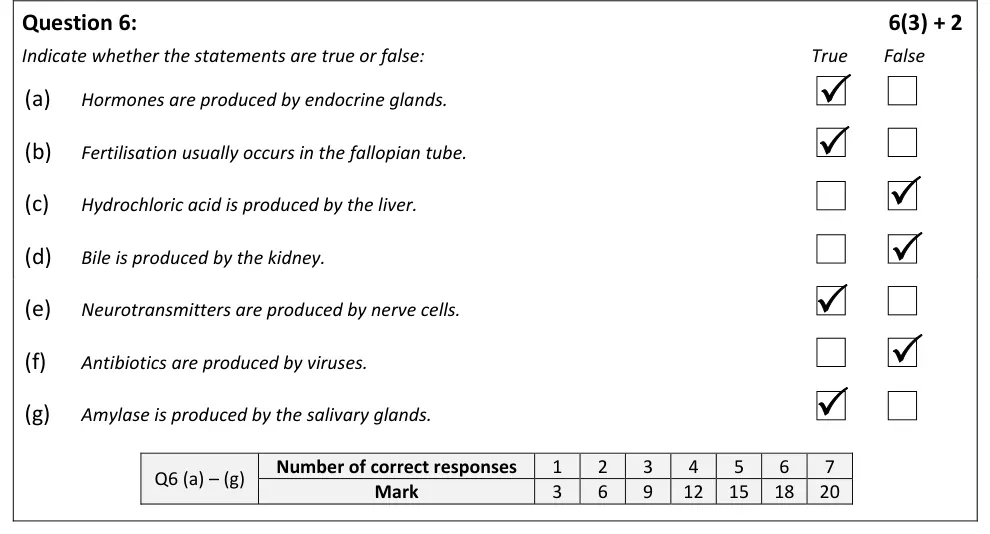 Question 6: 6(3) + 2
Indicate whether the statements are true or false: True False
(a) Hormones are produced by endocrine glands.
(b) Fertilisation usually occurs in the fallopian tube.
(c) Hydrochloric acid is produced by the liver.
(d) Bile is produced by the kidney.
(e) Neurotransmitters are produced by nerve cells.
(f) Antibiotics are produced by viruses.
(g) Amylase is produced by the salivary glands.
Q6 (a) – (g) Number of correct responses 1 2 3 4 5 6 7
Mark 3 6 9 12 15 18 20